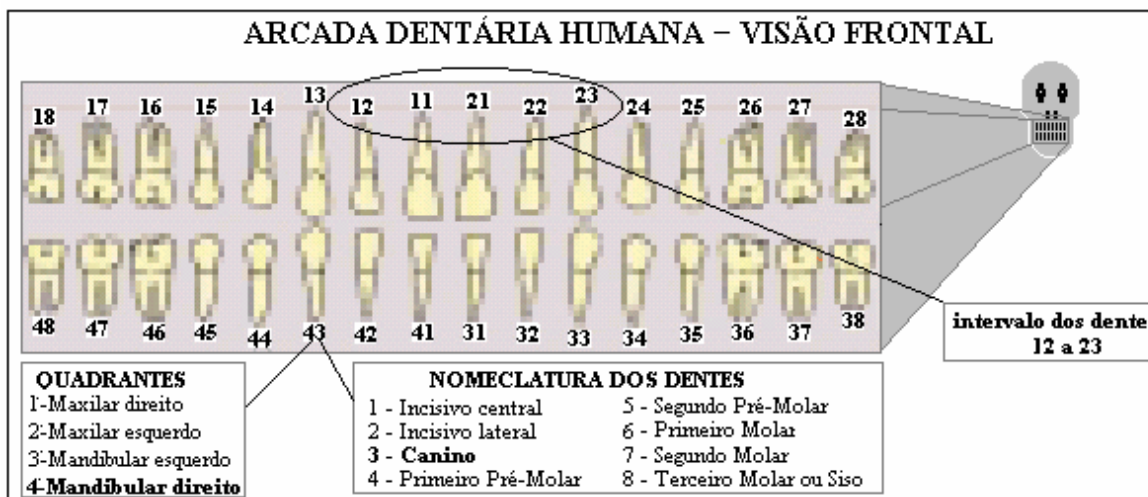 ARCADA DENTÁRIA HUMANA – VISÃO FRONTAL
18 17 16 15 14 13 12 11 21 22 23 24 25 26 27 28
48 47 46 45 44 43 42 41 31 32 33 34 35 36 37 38
intervalo dos dente
12 a 23
QUADRANTES
1-Maxilar direito
2-Maxilar esquerdo
3-Mandibular esquerdo
4-Mandibular direito
NOMECLATURA DOS DENTES
1 - Incisivo central
2 - Incisivo lateral
3 - Canino
4 - Primeiro Pré-Molar
5 - Segundo Pré-Molar
6 - Primeiro Molar
7 - Segundo Molar
8 - Terceiro Molar ou Siso